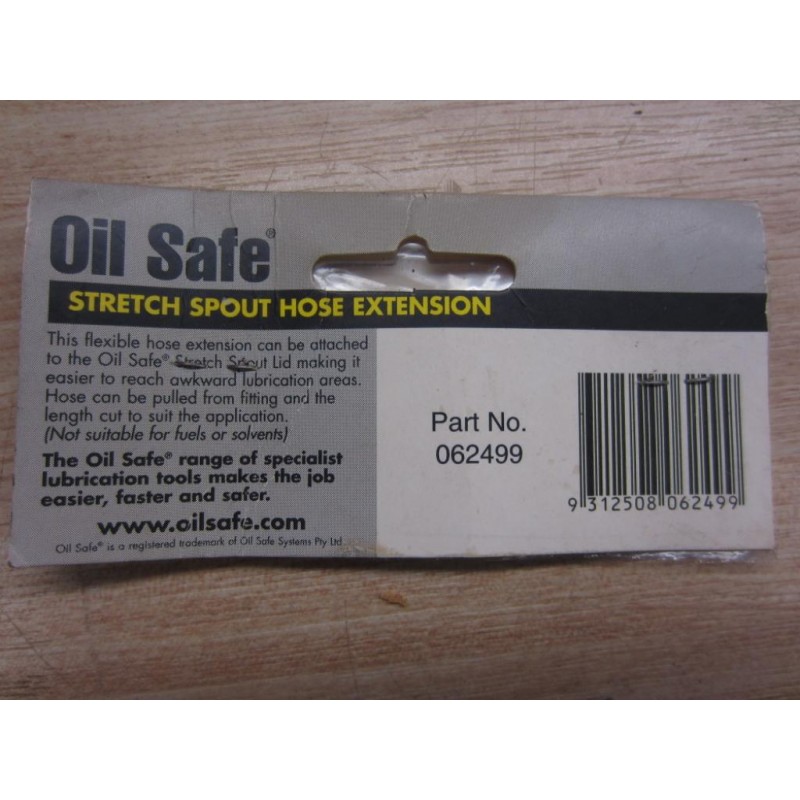 Oil Safe®
STRETCH SPOUT HOSE EXTENSION
This flexible hose extension can be attached
to the Oil Safe® Stretch Spout Lid making it
easier to reach awkward lubrication areas.
Hose can be pulled from fitting and the
length cut to suit the application.
(Not suitable for fuels or solvents)
The Oil Safe® range of specialist
lubrication tools makes the job
easier, faster and safer.
www.oilsafe.com
Oil Safe® is a registered trademark of Oil Safe Systems Pty Ltd.
Part No.
062499
9 312508 062499